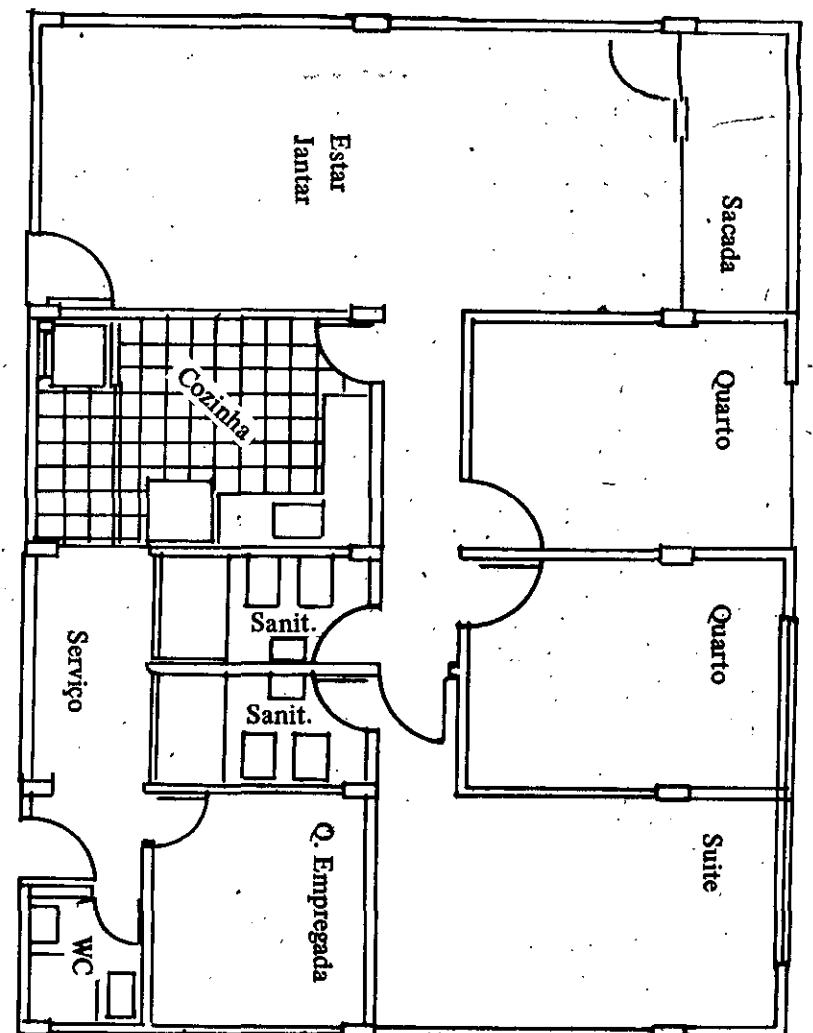 Estar
Jantar
Sacada
Cozinha
Quarto
Sanit.
Quarto
Serviço
Sanit.
Suite
Q. Empregada
WC